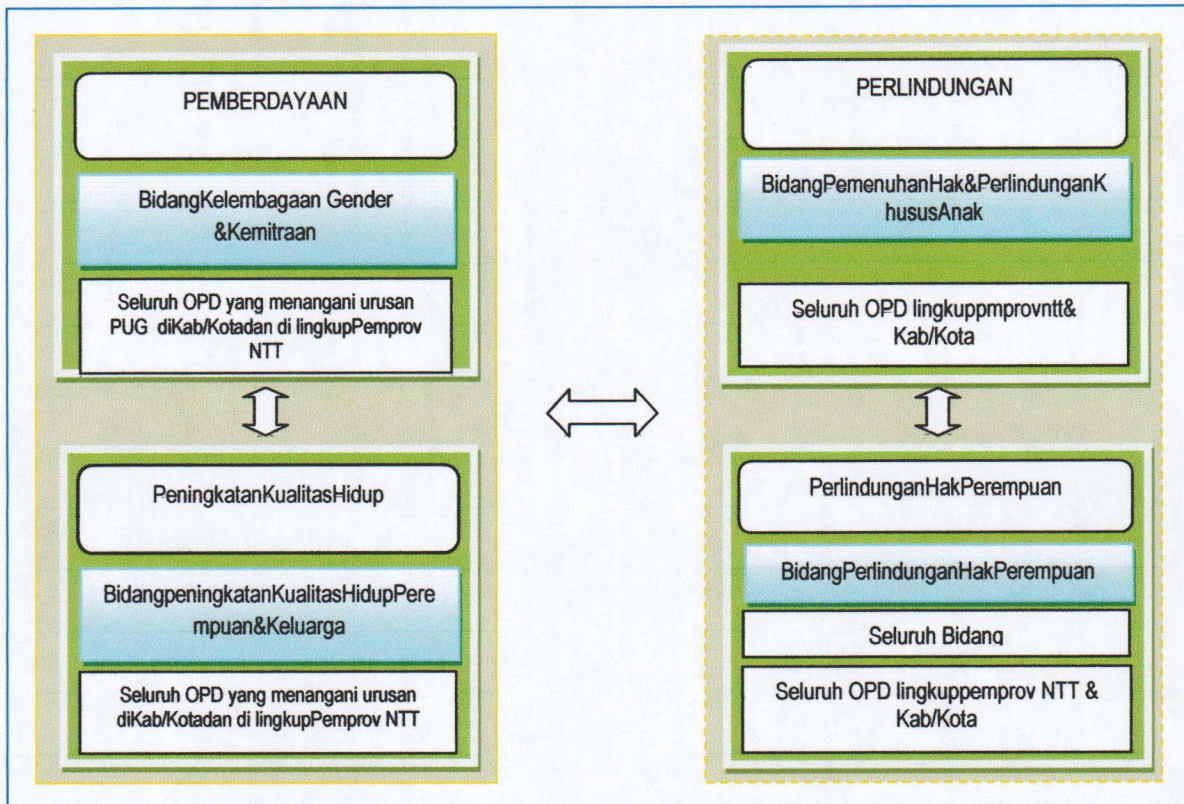 PEMBERDAYAAN
BidangKelembagaan Gender
&Kemitraan
Seluruh OPD yang menangani urusan
PUG diKab/Kotadan di lingkupPemprov
NTT
PeningkatanKualitasHidup
BidangpeningkatanKualitasHidupPere
mpuan&Keluarga
Seluruh OPD yang menangani urusan
diKab/Kotadan di lingkupPemprov NTT
PERLINDUNGAN
BidangPemenuhanHak&PerlindunganK
hususAnak
Seluruh OPD lingkuppmprovntt&
Kab/Kota
PerlindunganHakPerempuan
BidangPerlindunganHakPerempuan
Seluruh Bidang
Seluruh OPD lingkuppemprov NTT &
Kab/Kota